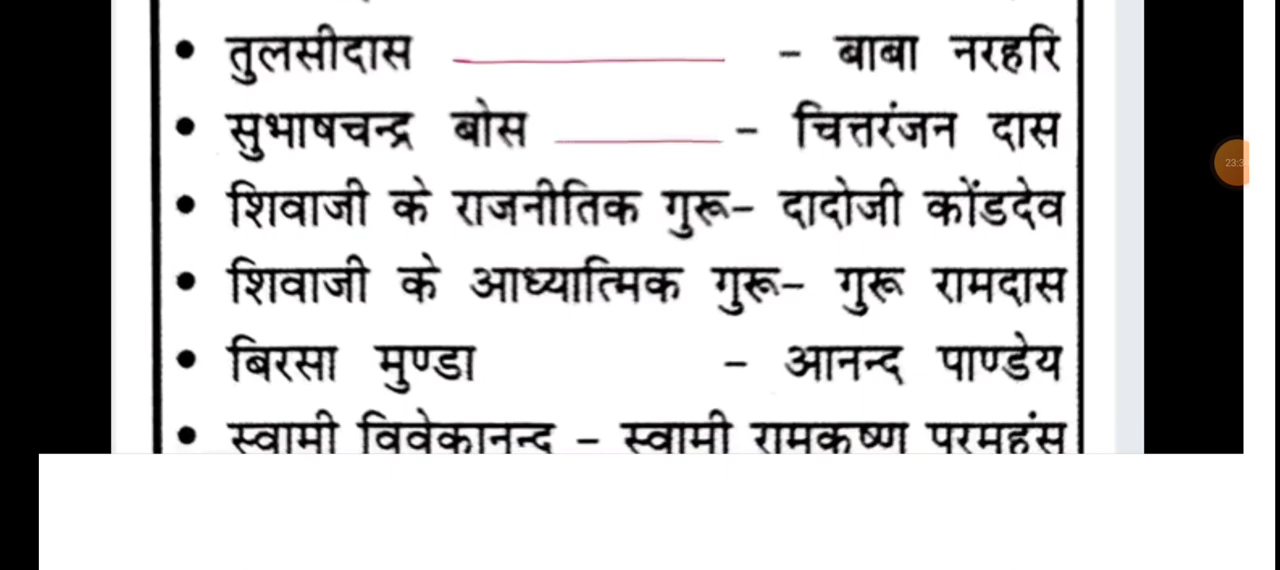 • तुलसीदास - बाबा नरहरि
• सुभाषचन्द्र बोस - चित्तरंजन दास
• शिवाजी के राजनीतिक गुरू- दादोजी कोंडदेव
• शिवाजी के आध्यात्मिक गुरू- गुरू रामदास
• बिरसा मुण्डा - आनन्द पाण्डेय
• स्वामी विवेकानन्द - स्वामी रामकृष्ण परमहंस